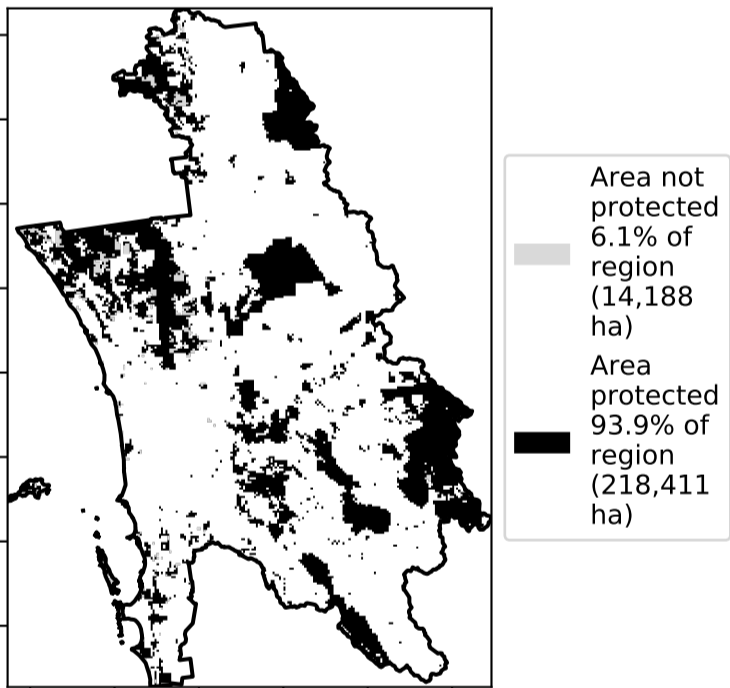 Area not
protected
6.1% of
region
(14,188
ha)
Area
protected
93.9% of
region
(218,411
ha)